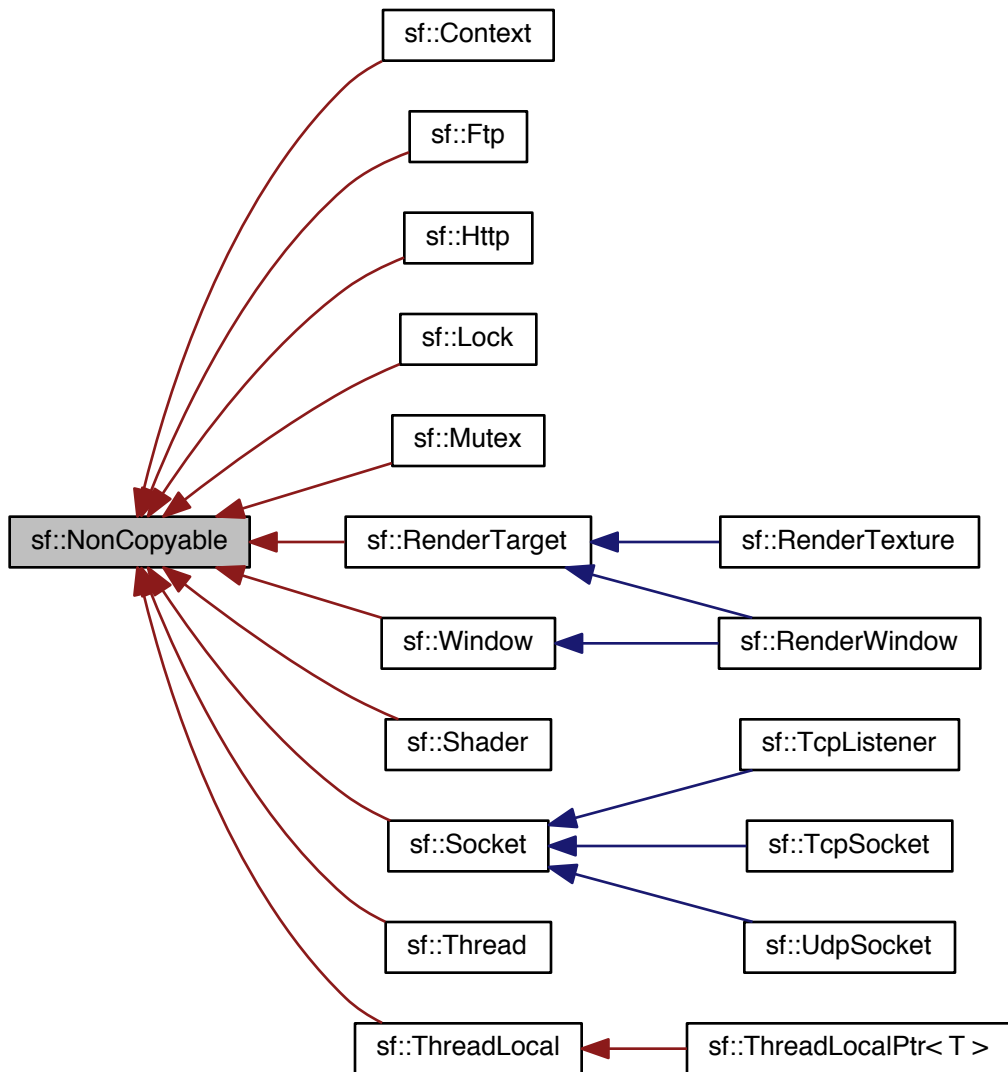 sf::Context
sf::Ftp
sf::Http
sf::Lock
sf::Mutex
sf::NonCopyable
sf::RenderTarget
sf::RenderTexture
sf::Window
sf::RenderWindow
sf::Shader
sf::TcpListener
sf::Socket
sf::TcpSocket
sf::Thread
sf::UdpSocket
sf::ThreadLocal
sf::ThreadLocalPtr< T >